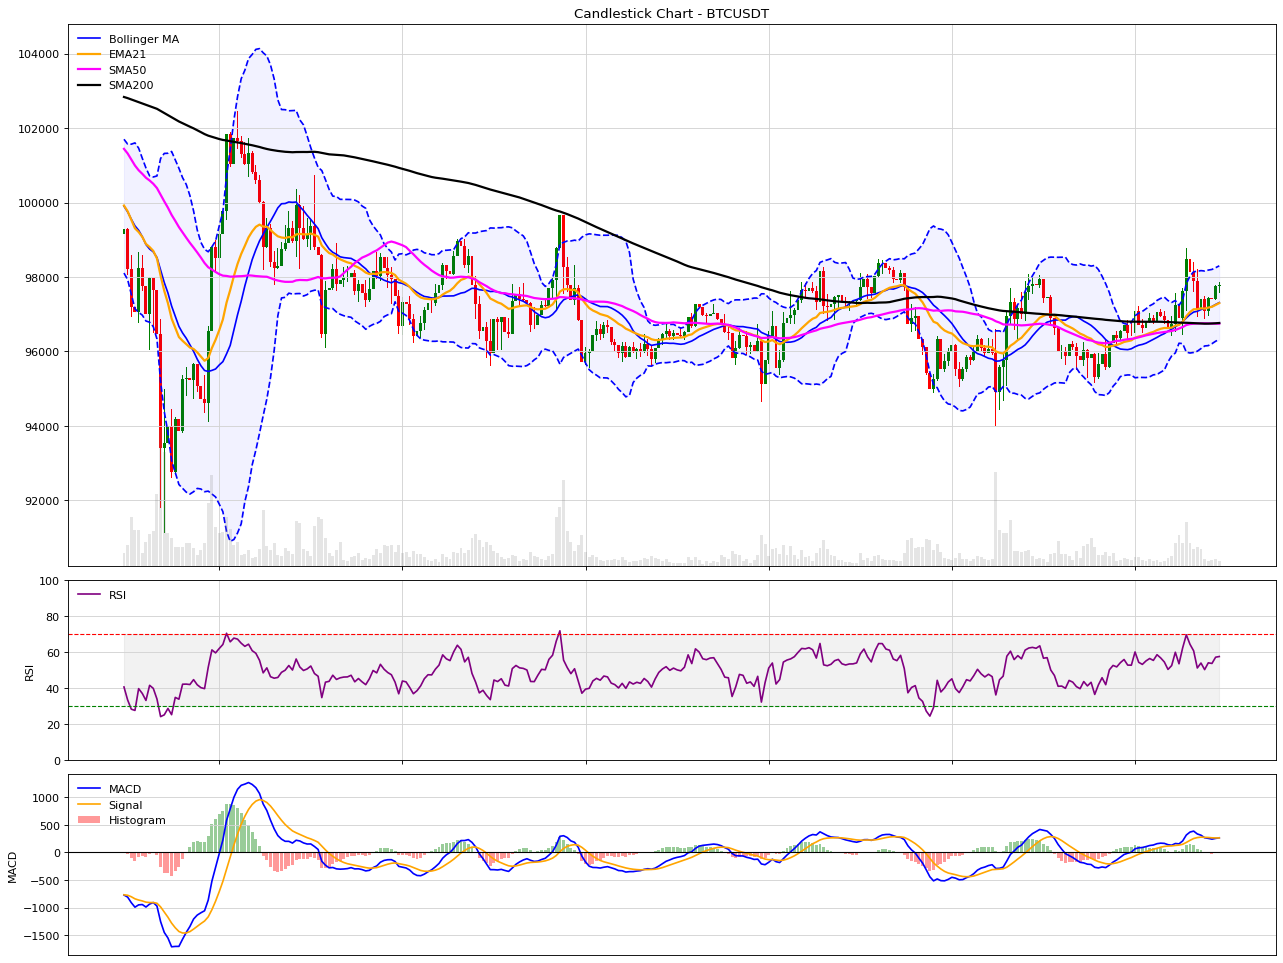 Candlestick Chart - BTCUSDT
Bollinger MA
EMA21
SMA50
SMA200
104000
102000
100000
98000
96000
94000
92000
RSI
100
80
60
40
20
0
RSI
MACD
Signal
Histogram
1000
500
0
−500
−1000
−1500
MACD